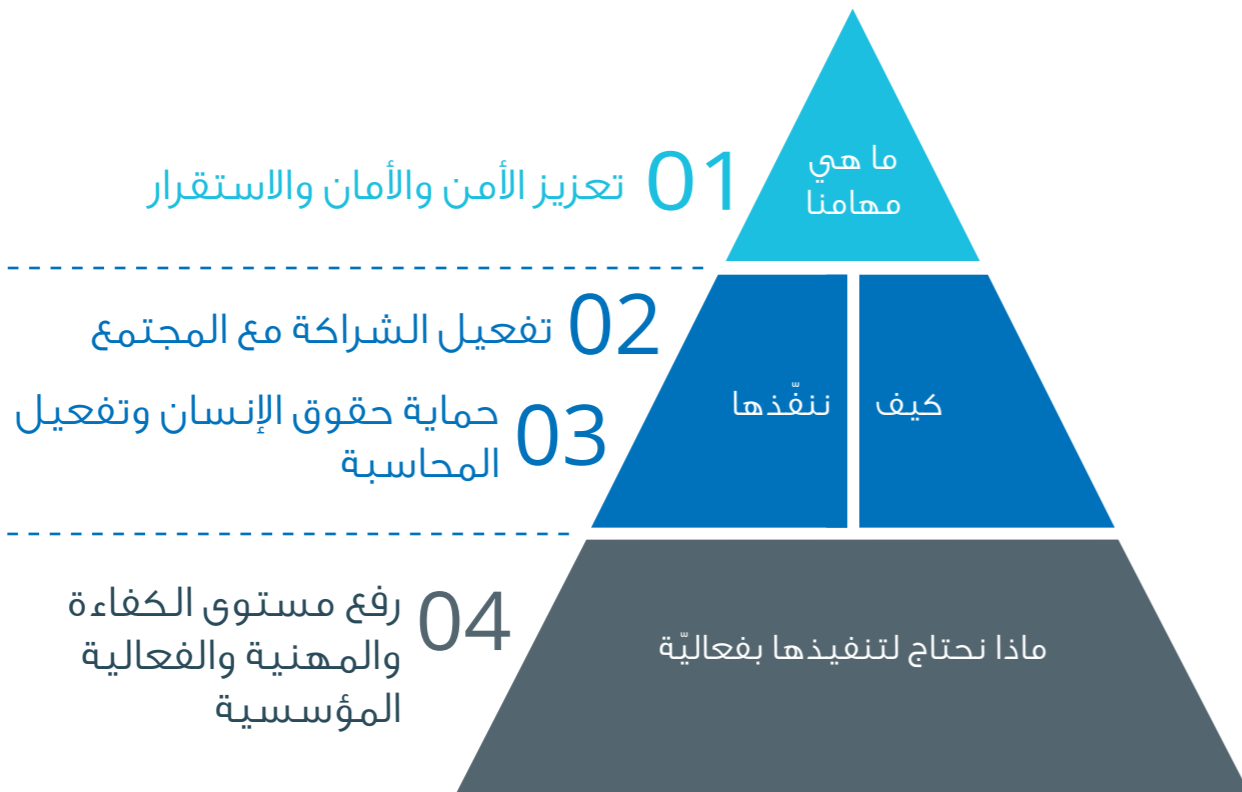 ما هي
مهامنا
01 تعزيز الأمن والأمان والاستقرار
كيف ننفّذها
02 تفعيل الشراكة مع المجتمع
03 حماية حقوق الإنسان وتفعيل
المحاسبة
ماذا نحتاج لتنفيذها بفعاليّة
04 رفع مستوى الكفاءة
والمهنية والفعالية
المؤسسية